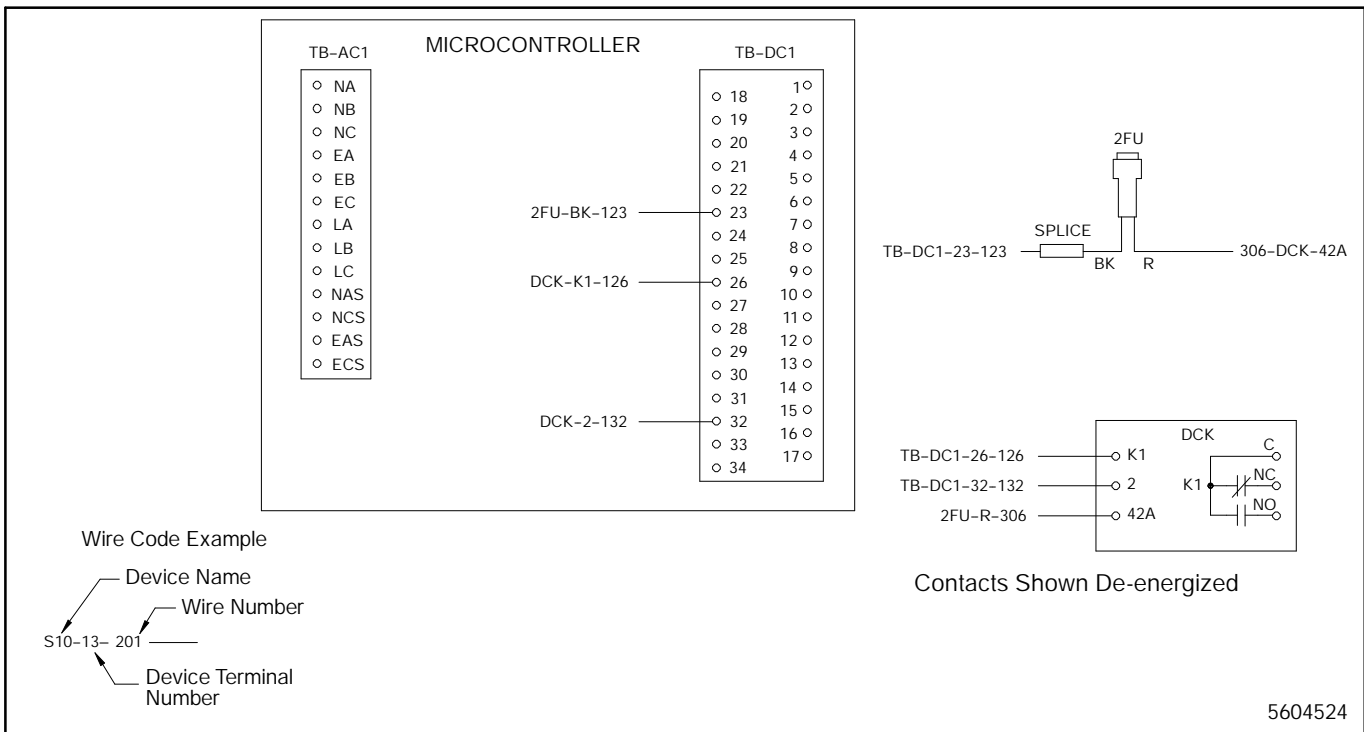 MICROCONTROLLER
TB-AC1
NA
NB
NC
EA
EB
EC
LA
LB
LC
NAS
NCS
EAS
ECS
TB-DC1
18
19
20
21
22
23
24
25
26
27
28
29
30
31
32
33
34
1
2
3
4
5
6
7
8
9
10
11
12
13
14
15
16
17
2FU-BK-123
DCK-K1-126
DCK-2-132
2FU
SPLICE
TB-DC1-23-123
BK R
306-DCK-42A
DCK
TB-DC1-26-126
K1
TB-DC1-32-132
2
2FU-R-306
42A
K1
C
NC
NO
Contacts Shown De-energized
Wire Code Example
Device Name
Wire Number
S10-13- 201
Device Terminal
Number
5604524